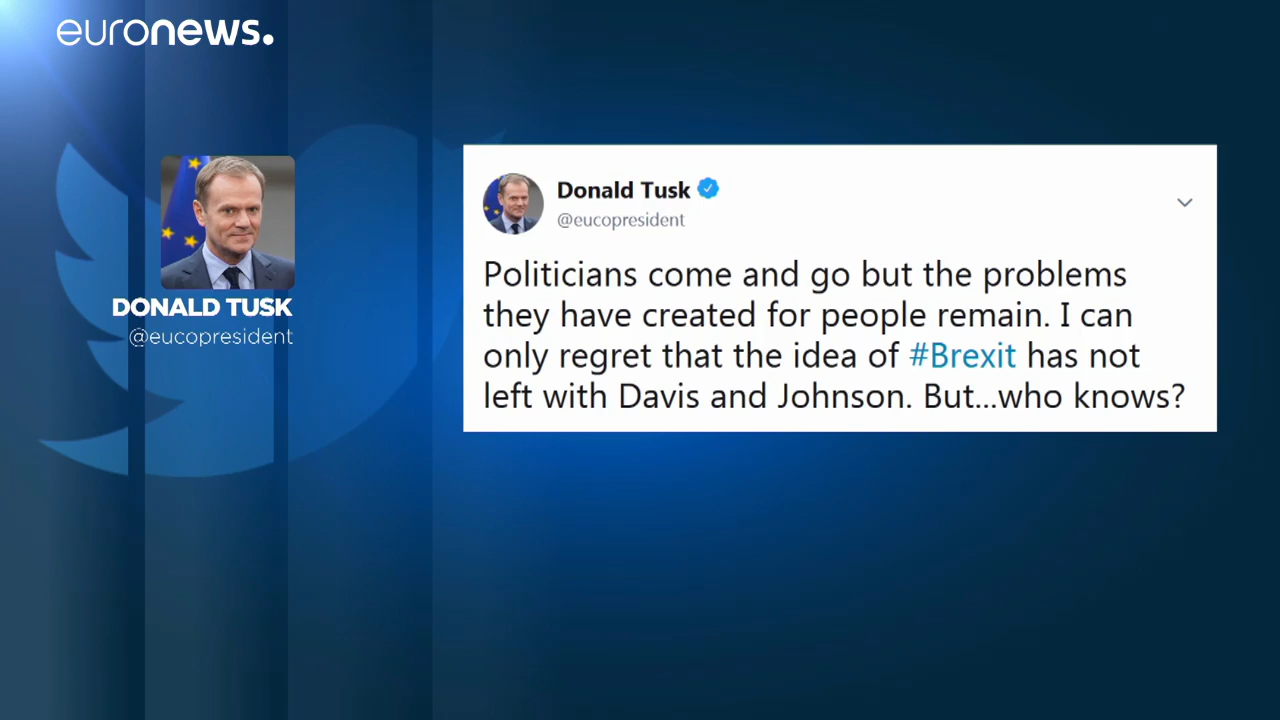 euronews.
DONALD TUSK
@eucopresident
Donald Tusk
@eucopresident
Politicians come and go but the problems
they have created for people remain. I can
only regret that the idea of #Brexit has not
left with Davis and Johnson. But...who knows?